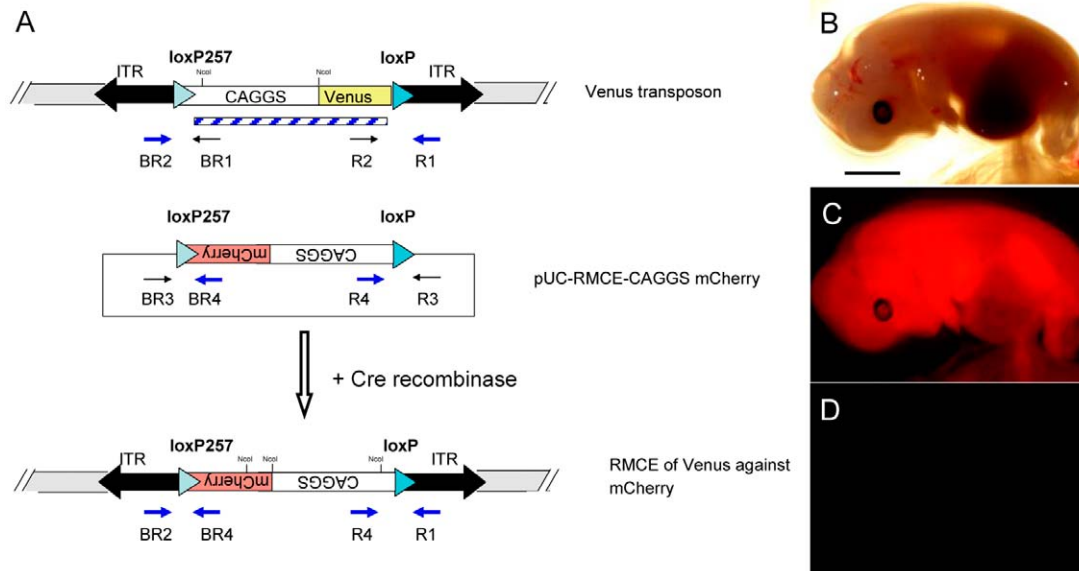 A
loxP257 loxP
ITR NcoI NcoI ITR
CAGGS Venus
Venus transposon
BR2 BR1 R2 R1
loxP257 loxP
mCherry CAGGS
pUC-RMCE-CAGGS mCherry
BR3 BR4 R4 R3
+ Cre recombinase
loxP257 loxP
ITR NcoI NcoI NcoI ITR
mCherry CAGGS
RMCE of Venus against
mCherry
BR2 BR4 R4 R1
B
C
D